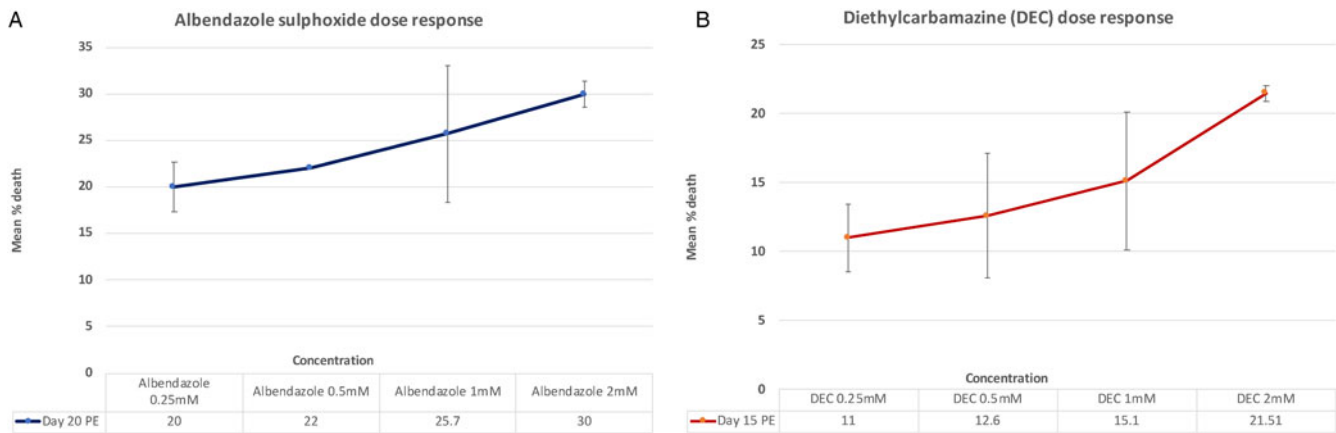 A
Albendazole sulphoxide dose response
35
30
25
20
15
10
5
0
Mean % death
Concentration
Albendazole 0.25mM
Albendazole 0.5mM
Albendazole 1mM
Albendazole 2mM
Day 20 PE
20
22
25.7
30
B
Diethylcarbamazine (DEC) dose response
25
20
15
10
5
0
Mean % death
Concentration
DEC 0.25mM
DEC 0.5mM
DEC 1mM
DEC 2mM
Day 15 PE
11
12.6
15.1
21.51